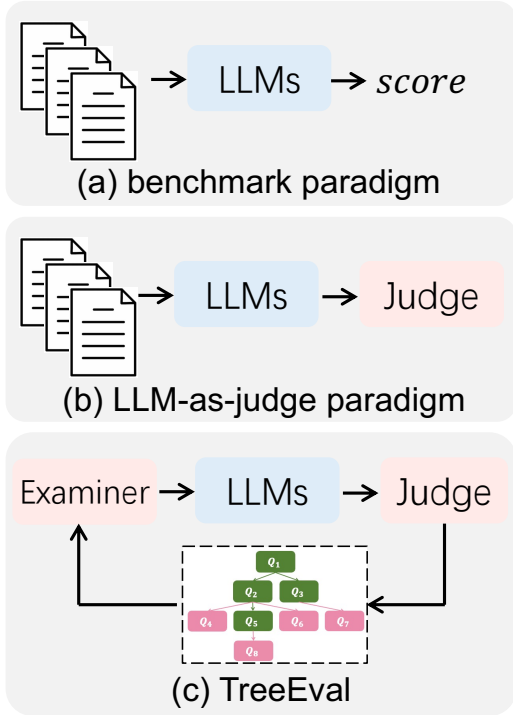 LLMs
score
(a) benchmark paradigm
LLMs
Judge
(b) LLM-as-judge paradigm
Examiner
LLMs
Judge
Q1
Q2
Q3
Q4
Q5
Q6
Q7
Q8
(c) TreeEval